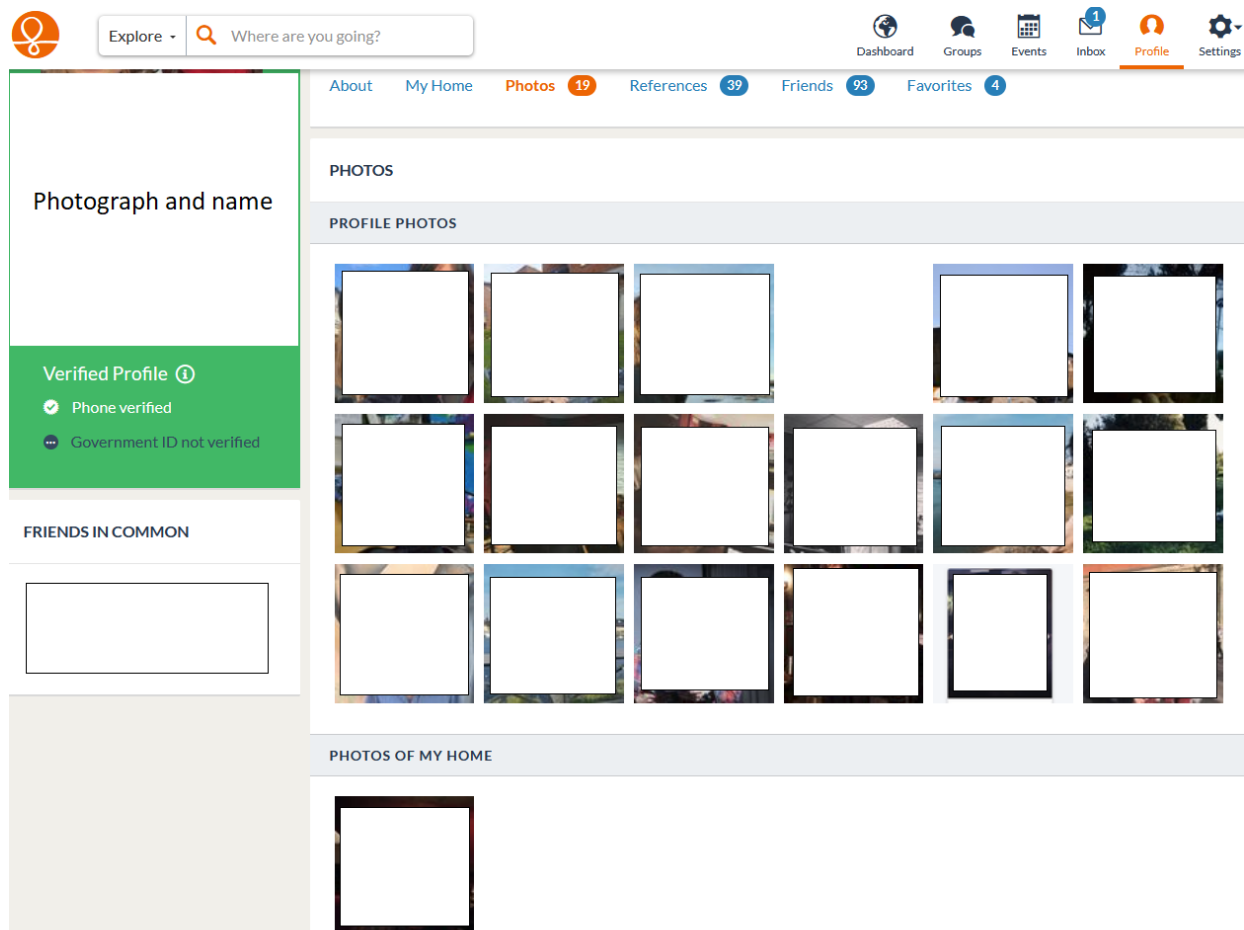 Explore
Where are you going?
Dashboard
Groups
Events
1
Inbox
Profile
Settings
About My Home Photos 19 References 39 Friends 93 Favorites 4
Photograph and name
Verified Profile
Phone verified
Government ID not verified
FRIENDS IN COMMON
PHOTOS
PROFILE PHOTOS
PHOTOS OF MY HOME